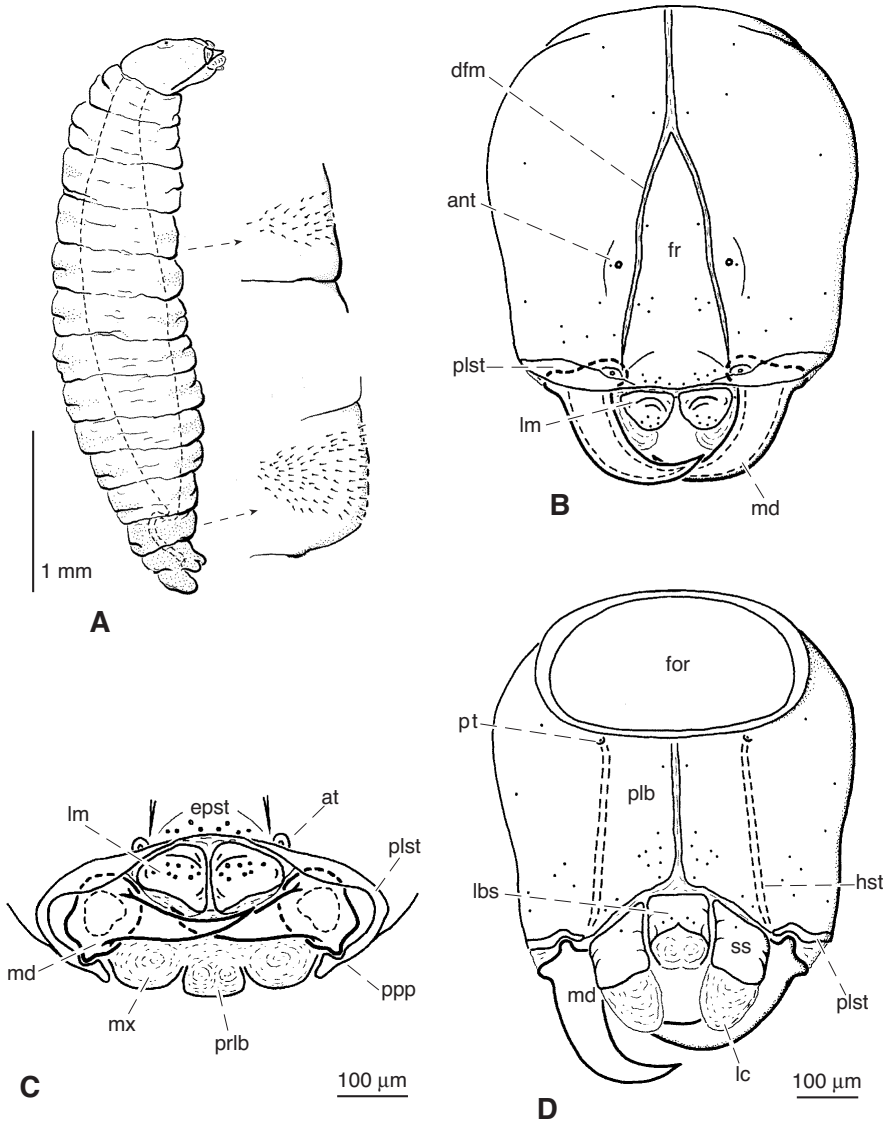 1 mm
A
dfm
ant
fr
plst
lm
md
B
lm
epst
at
plst
md
mx
prlb
ppp
C
100 µm
for
pt
plb
lbs
hst
ss
md
plst
lc
D
100 µm